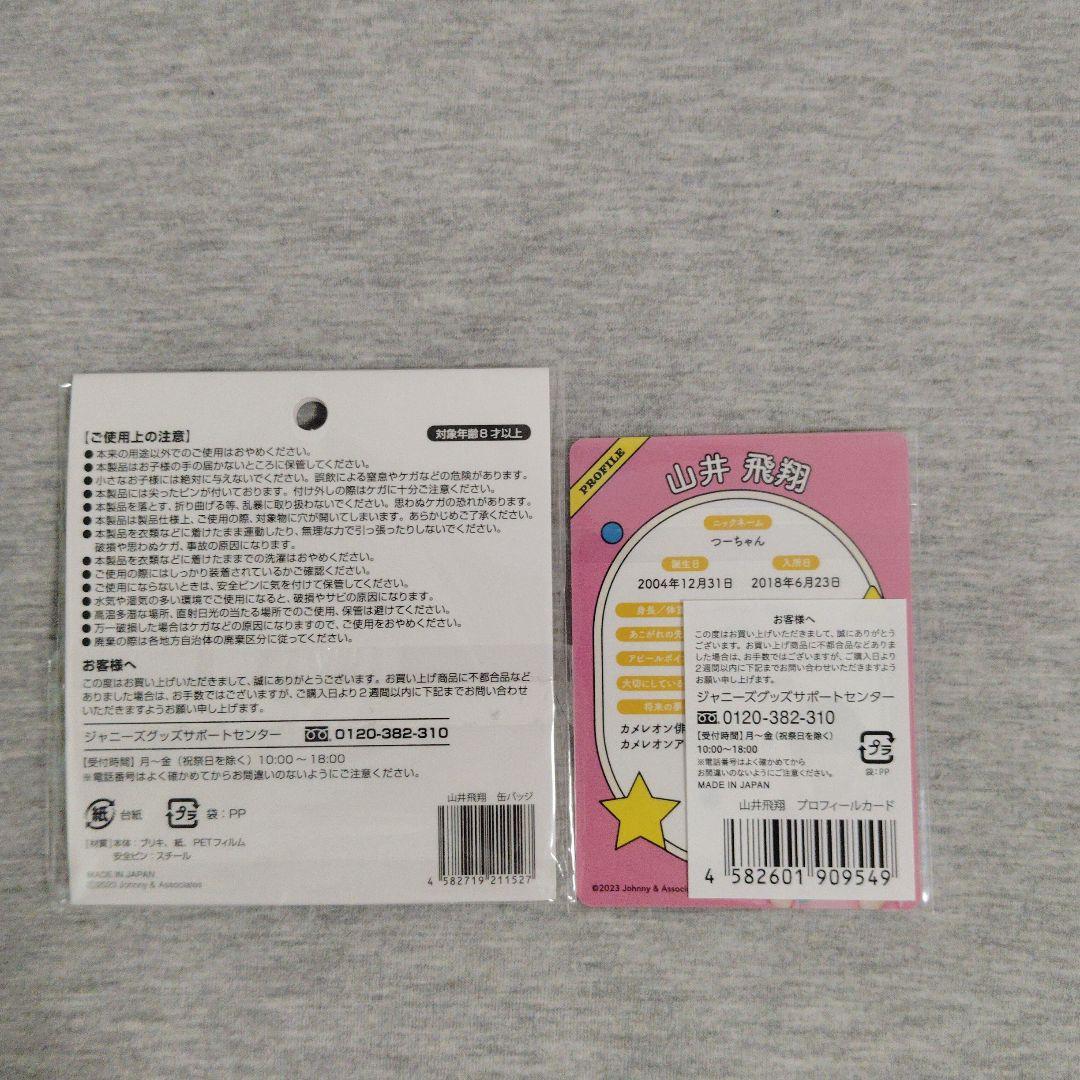 【ご使用上の注意】
対象年齢8才以上
●本来の用途以外でのご使用はおやめください。
●本製品はお子様の手の届かないところに保管してください。
●小さなお子様には絶対に与えないでください。誤飲による窒息やケガなどの危険があります。
●本製品には尖ったピンが付いております。付け外しの際はケガに十分ご注意ください。
●本製品を落とす、折り曲げる等、乱暴に取り扱わないでください。思わぬケガの恐れがあります。
●本製品は製品仕様上、ご使用の際、対象物に穴が開いてしまいます。あらかじめご了承ください。
●本製品を衣類などに着けたまま運動したり、無理な力で引っ張ったりしないでください。
破損や思わぬケガ、事故の原因になります。
●本製品を衣類などに着けたままでの洗濯はおやめください。
●ご使用の際にはしっかり装着されているかご確認ください。
●ご使用にならないときは、安全ピンに気を付けて保管してください。
●水気や湿気の多い環境でご使用になると、破損やサビの原因になります。
●高温多湿な場所、直射日光の当たる場所でのご使用、保管は避けてください。
●万一破損した場合はケガなどの原因になりますので、ご使用をおやめください。
●廃棄の際は各地方自治体の廃棄区分に従ってください。
お客様へ
この度はお買い上げいただきまして、誠にありがとうございます。お買い上げ商品に不都合品など
ありました場合は、お手数ではございますが、ご購入日より2週間以内に下記までお問い合わせ
いただきますようお願い申し上げます。
ジャニーズグッズサポートセンター 0120-382-310
【受付時間】月〜金（祝祭日を除く）10:00〜18:00
※電話番号はよく確かめてからお間違いのないようにご注意ください。
紙 台紙 プラ 袋:PP
山井飛翔 缶バッジ
【材質】本体:ブリキ、紙、PETフィルム
安全ピン:スチール
MADE IN JAPAN
©2023 Johnny & Associates
4 582719 211527
PROFILE
山井 飛翔
ニックネーム
つーちゃん
誕生日 入所日
2004年12月31日 2018年6月23日
身長／体
あこがれの先
アピールポイ
大切にしている
将来の夢
カメレオン俳
カメレオンア
©2023 Johnny & Associa
お客様へ
この度はお買い上げいただきまして、誠にありがとう
ございます。お買い上げ商品に不都合品などありま
した場合は、お手数ではございますが、ご購入日より
2週間以内に下記までお問い合わせいただきますよう
お願い申し上げます。
ジャニーズグッズサポートセンター
0120-382-310
【受付時間】月〜金（祝祭日を除く）
10:00〜18:00
※電話番号はよく確かめてから
お間違いのないようにご注意ください。
MADE IN JAPAN
プラ
袋:PP
山井飛翔 プロフィールカード
4 582601 909549